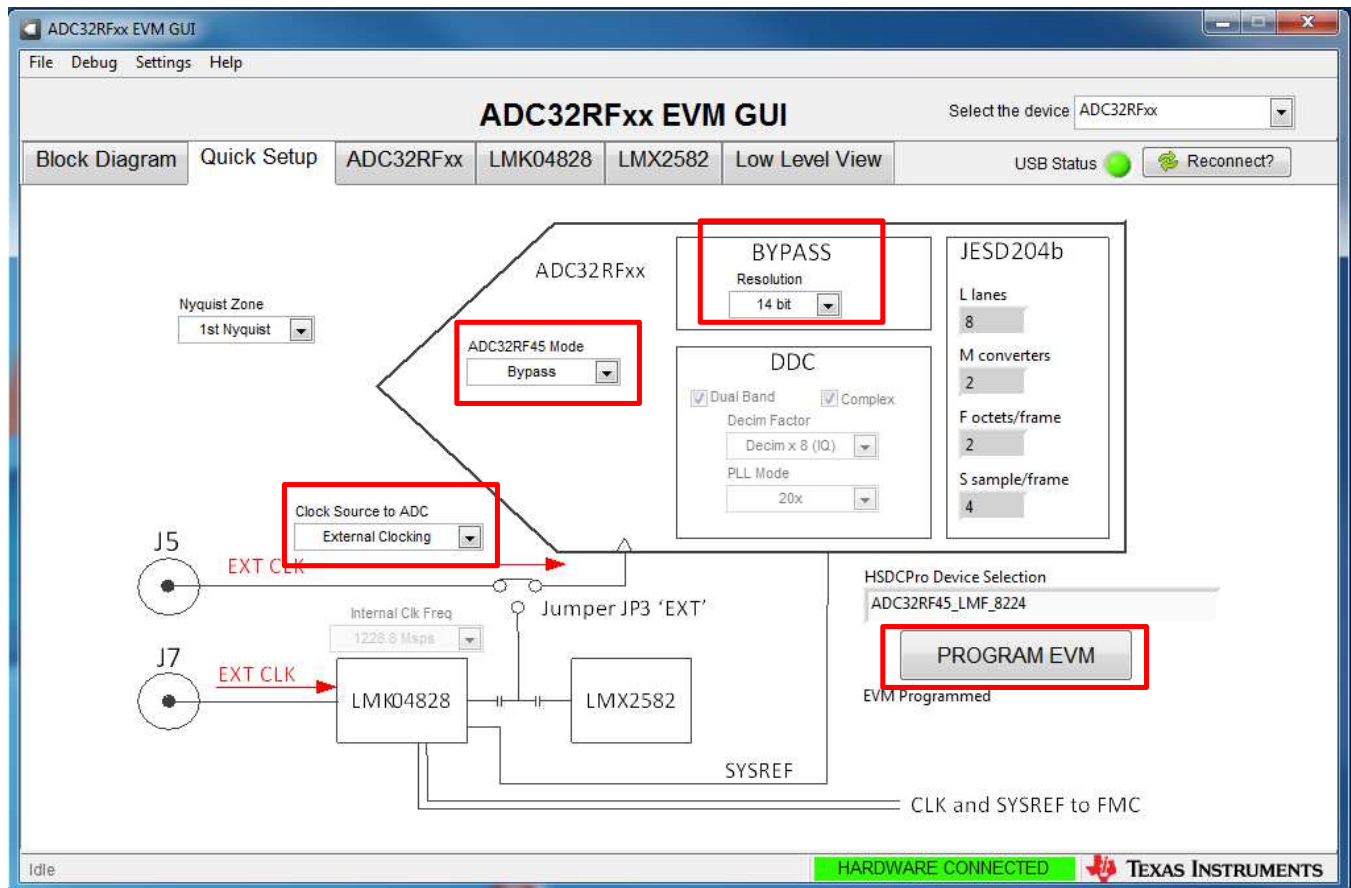 ADC32RFxx EVM GUI
File Debug Settings Help
ADC32RFxx EVM GUI
Select the device ADC32RFxx
Block Diagram Quick Setup ADC32RFxx LMK04828 LMX2582 Low Level View
USB Status Reconnect?
ADC32RFxx
BYPASS
Resolution
14 bit
JESD204b
L lanes
8
M converters
2
F octets/frame
2
S sample/frame
4
Nyquist Zone
1st Nyquist
ADC32RF45 Mode
Bypass
DDC
Dual Band Complex
Decim Factor
Decim x 8 (IQ)
PLL Mode
20x
Clock Source to ADC
External Clocking
J5
EXT CLK
Jumper JP3 'EXT'
Internal Clk Freq
1228.8 Msps
J7
EXT CLK
LMK04828
LMX2582
SYSREF
CLK and SYSREF to FMC
HSDCPro Device Selection
ADC32RF45_LMF_8224
PROGRAM EVM
EVM Programmed
Idle
HARDWARE CONNECTED
TEXAS INSTRUMENTS